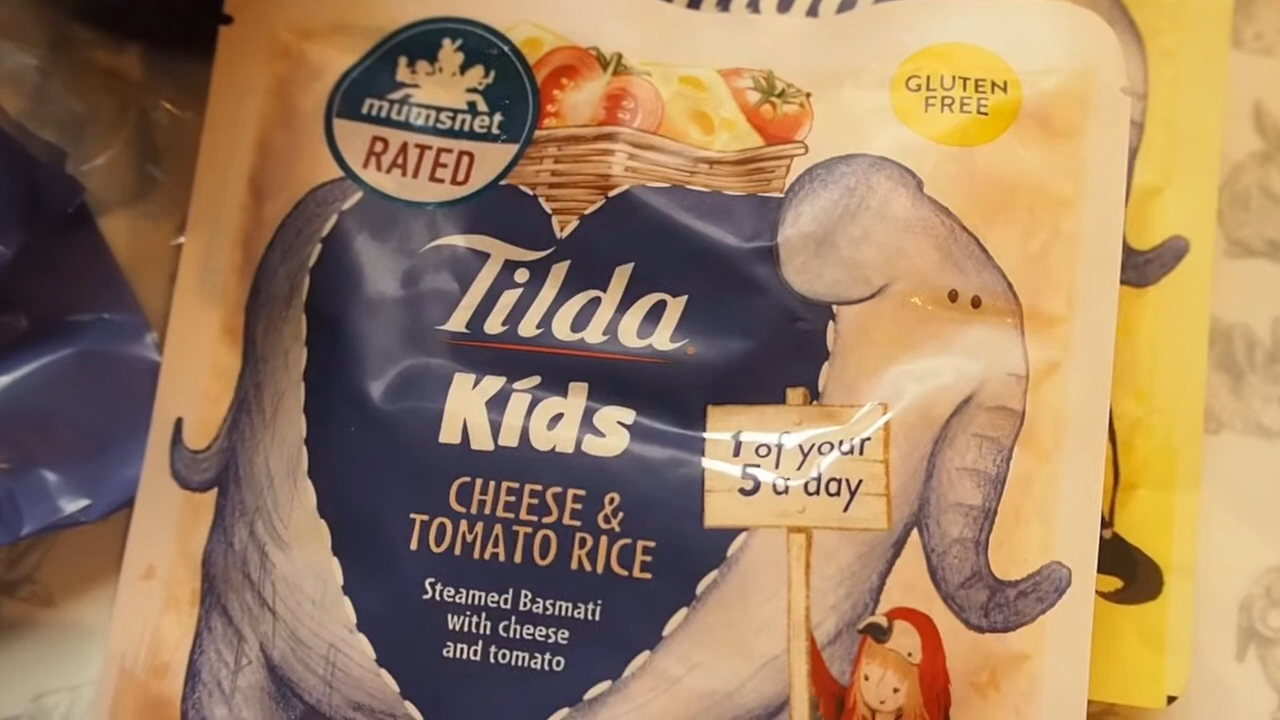 mumsnet
RATED
GLUTEN
FREE
Tilda
Kids
CHEESE &
TOMATO RICE
Steamed Basmati
with cheese
and tomato
1 of your
5 a day